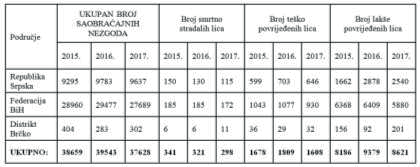 Područje
UKUPAN BROJ SAOBRAĆAJNIH NEZGODA
Broj smrtno stradalih lica
Broj teško povrijeđenih lica
Broj lakše povrijeđenih lica
2015. 2016. 2017. 2015. 2016. 2017. 2015. 2016. 2017. 2015. 2016. 2017.
Republika Srpska 9295 9783 9637 150 130 115 599 703 646 1662 2878 2540
Federacija BiH 28960 29477 27689 185 185 172 1043 1077 930 6368 6409 5880
Distrikt Brčko 404 283 302 6 6 11 36 29 32 156 92 201
UKUPNO: 38659 39543 37628 341 321 298 1678 1809 1608 8186 9379 8621